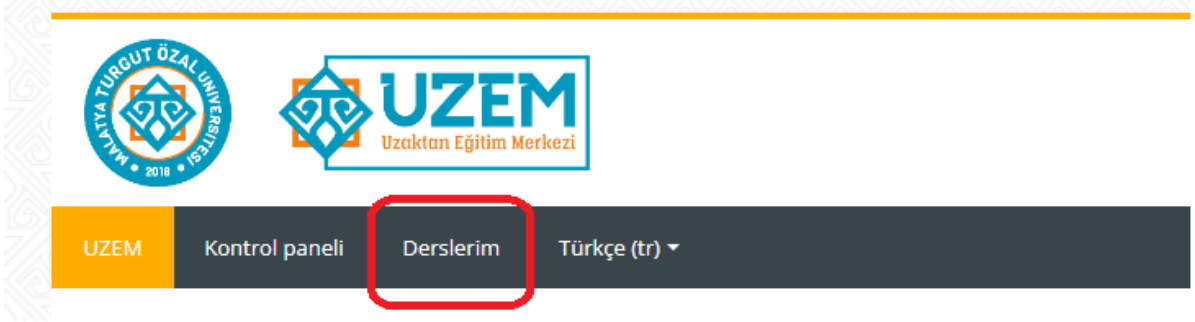 MALATYA TURGUT ÖZAL ÜNİVERSİTESİ
2018
UZEM
Uzaktan Eğitim Merkezi
UZEM Kontrol paneli Derslerim Türkçe (tr)